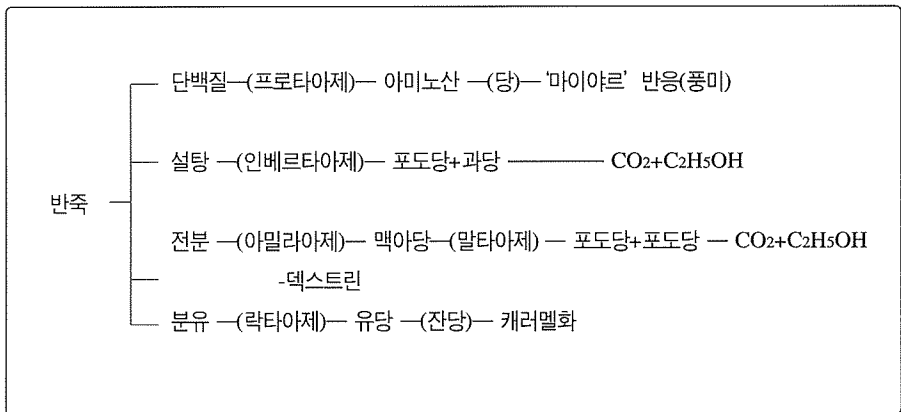 단백질—(프로타아제)— 아미노산 —(당)— '마이야르' 반응(풍미)
설탕 —(인베르타아제)— 포도당+과당 ——— CO2+C2H5OH
반죽
전분 —(아밀라아제)— 맥아당—(말타아제) — 포도당+포도당 — CO2+C2H5OH
-덱스트린
분유 —(락타아제)— 유당 —(잔당)— 캐러멜화